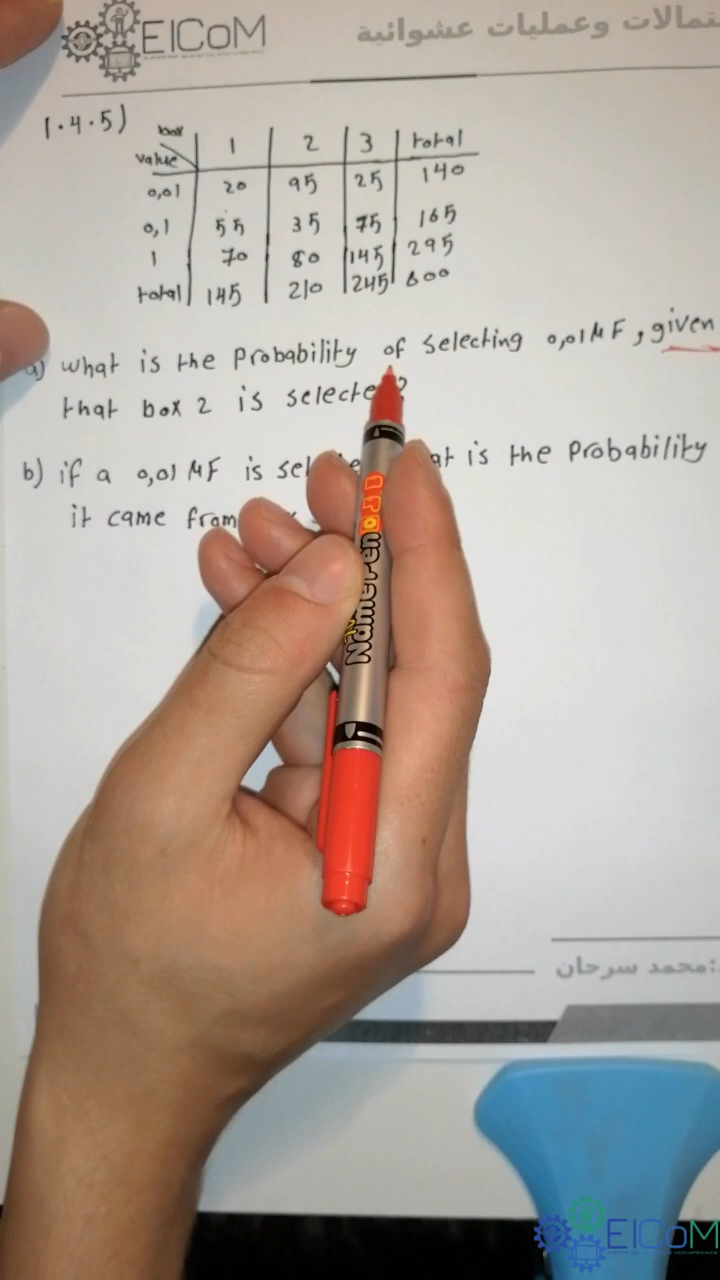 EICoM
تمالات وعمليات عشوائية
1.4.5)
box 1 2 3 total
value
0,01 20 95 25 140
0,1 55 35 75 165
1 70 80 145 295
total 145 210 245 600
a) what is the Probability of selecting 0,01 MF, given
that box 2 is selected?
b) if a 0,01 MF is sel at is the Probability
it came from
NamePen
محمد سرحان:
EICoM